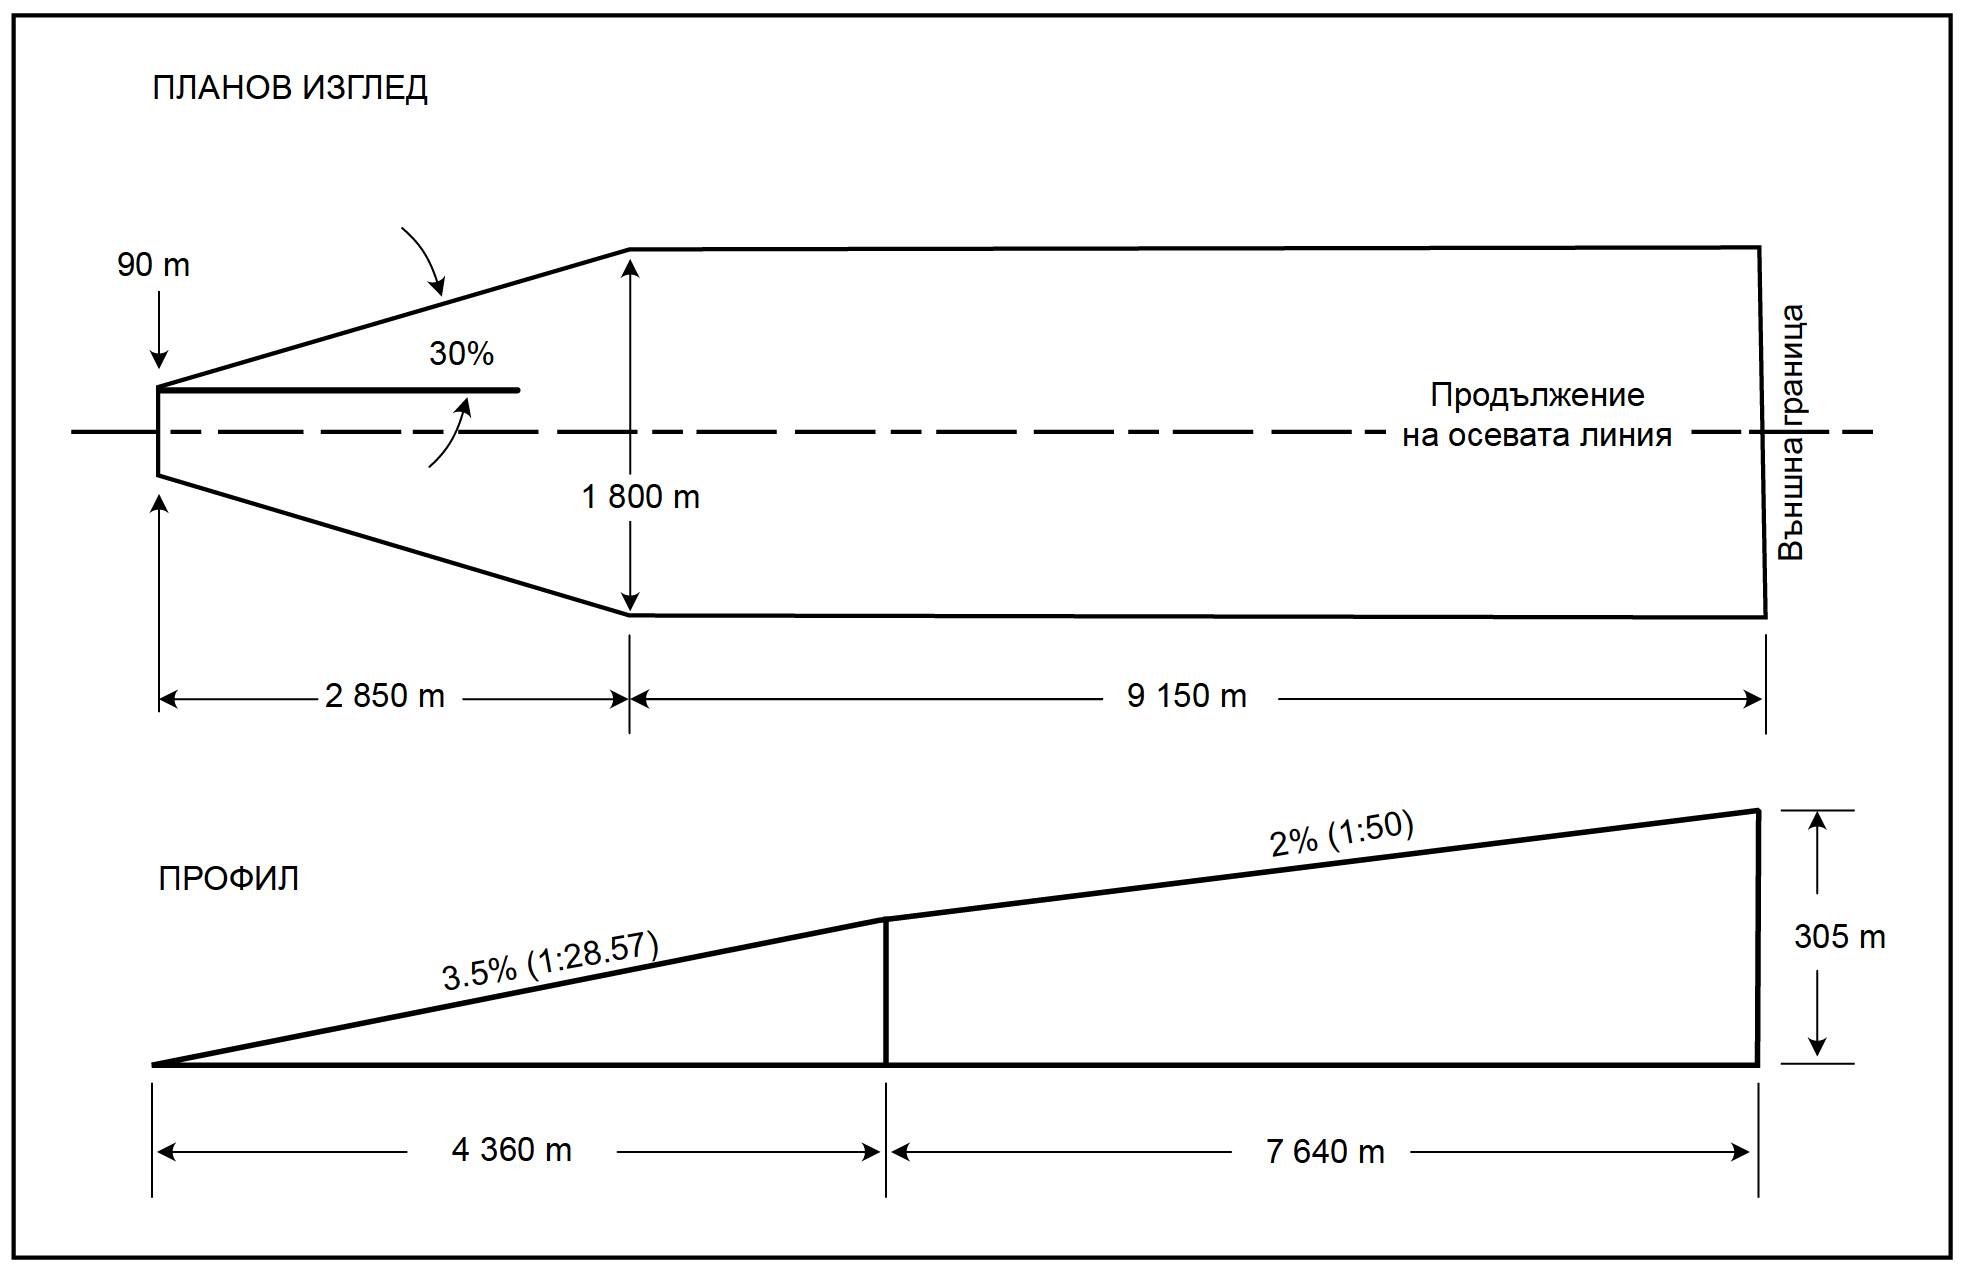 ПЛАНОВ ИЗГЛЕД
90 m
30%
Продължение
на осевата линия
Външна граница
1 800 m
2 850 m
9 150 m
2% (1:50)
ПРОФИЛ
3.5% (1:28.57)
305 m
4 360 m
7 640 m